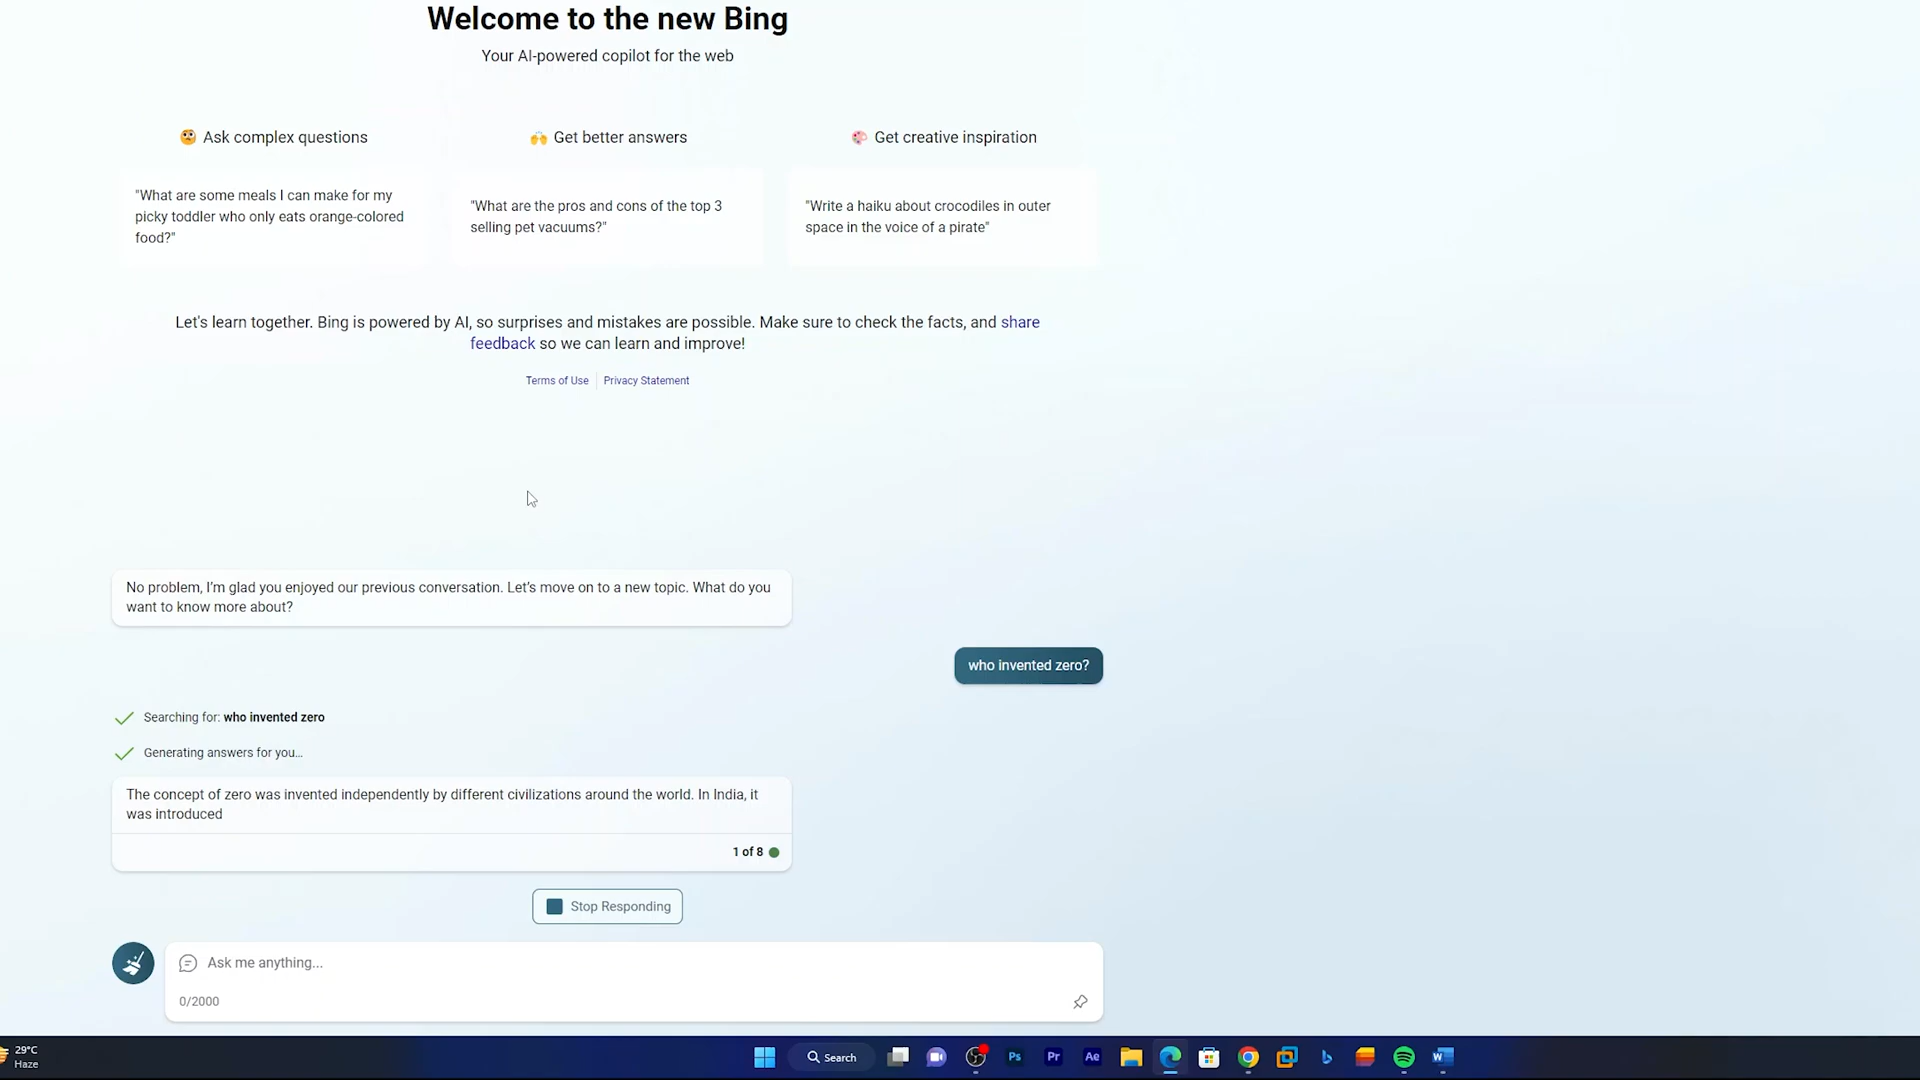 Welcome to the new Bing
Your AI-powered copilot for the web
Ask complex questions
Get better answers
Get creative inspiration
"What are some meals I can make for my
picky toddler who only eats orange-colored
food?"
"What are the pros and cons of the top 3
selling pet vacuums?"
"Write a haiku about crocodiles in outer
space in the voice of a pirate"
Let's learn together. Bing is powered by AI, so surprises and mistakes are possible. Make sure to check the facts, and share
feedback so we can learn and improve!
Terms of Use Privacy Statement
No problem, I'm glad you enjoyed our previous conversation. Let's move on to a new topic. What do you
want to know more about?
who invented zero?
Searching for: who invented zero
Generating answers for you...
The concept of zero was invented independently by different civilizations around the world. In India, it
was introduced
1 of 8
Stop Responding
Ask me anything...
0/2000
29°C
Haze
Search
Ps
Pr
Ae
b
W